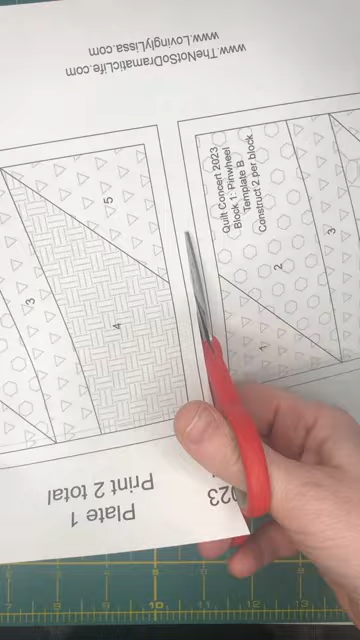 www.TheNotSoDramaticLife.com
www.LovinglyLissa.com
Quilt Concert 2023
Block 1: Pinwheel
Template B
Construct 2 per block
5
3
4
2
3
1
Plate 1
Print 2 total
023
7
8
9
10
11
12
13